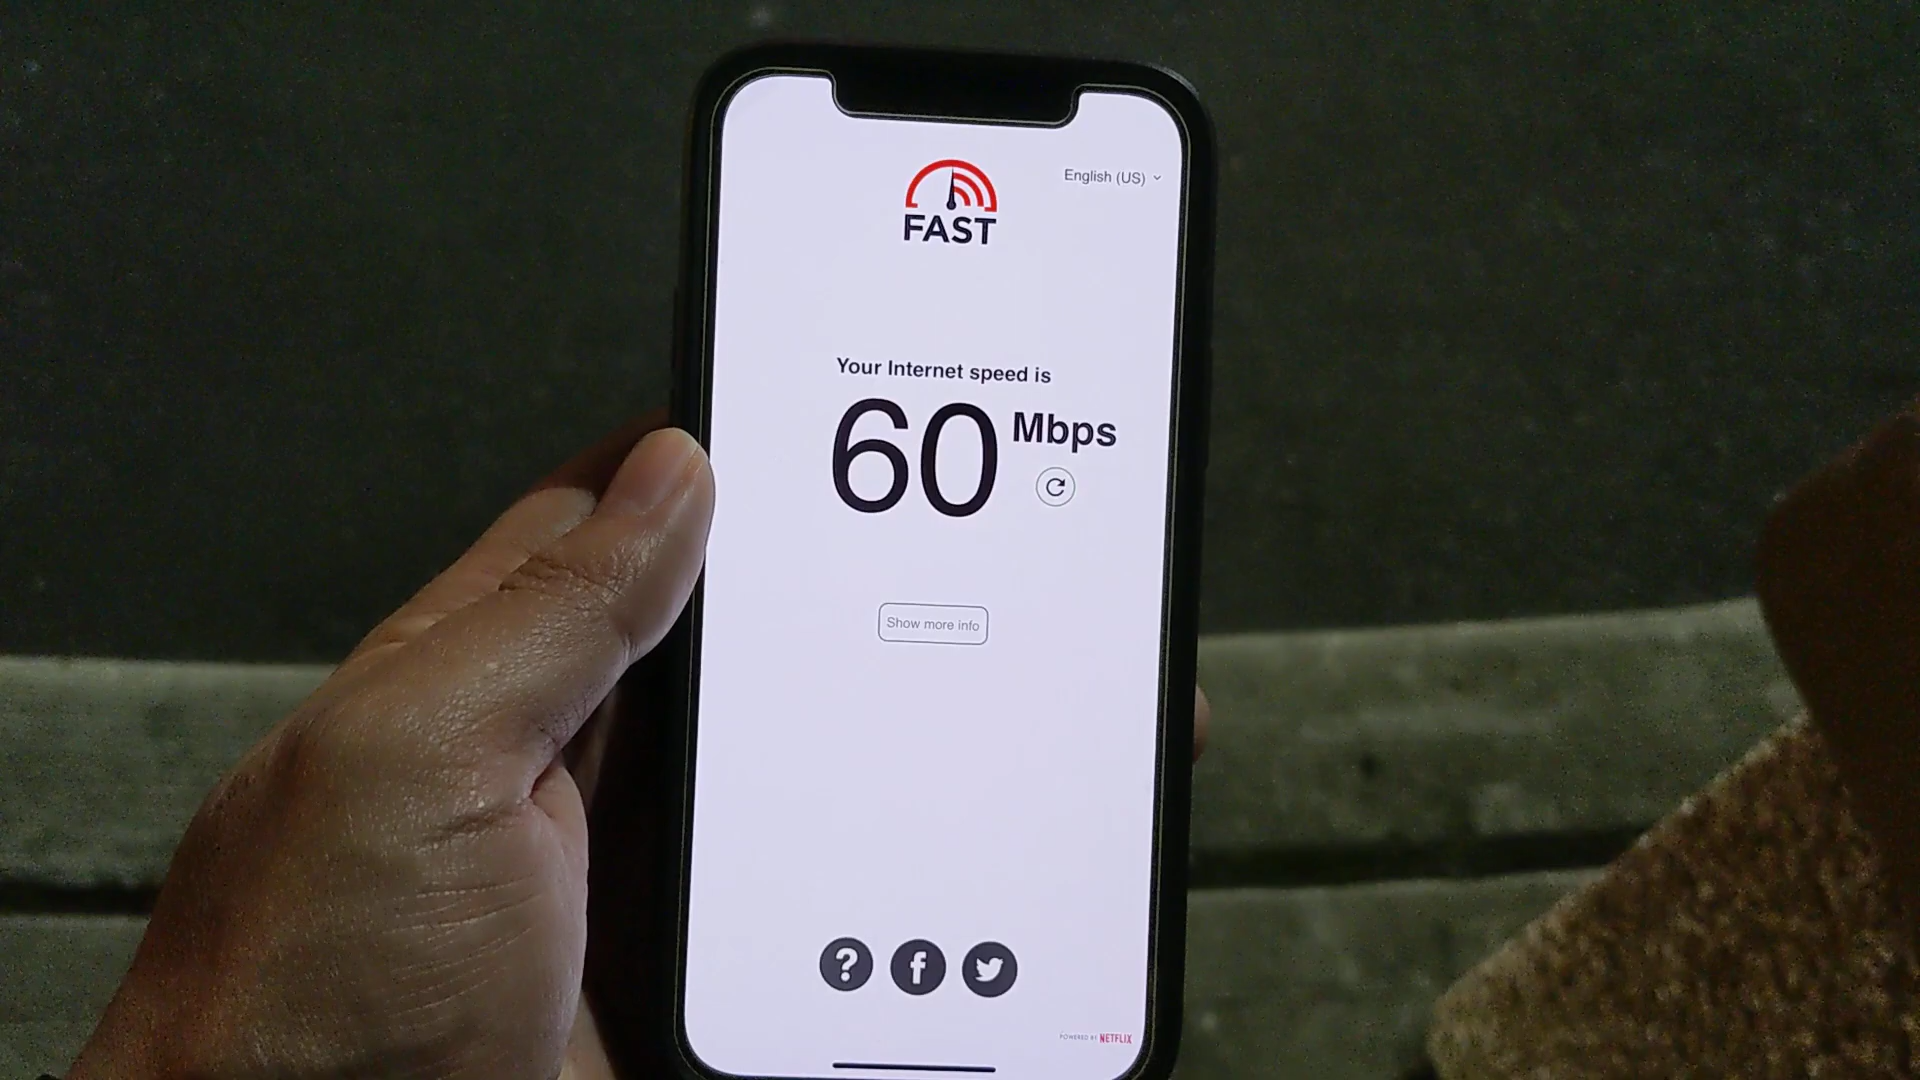 English (US)
FAST
Your Internet speed is
60 Mbps
Show more info
?
f
POWERED BY NETFLIX